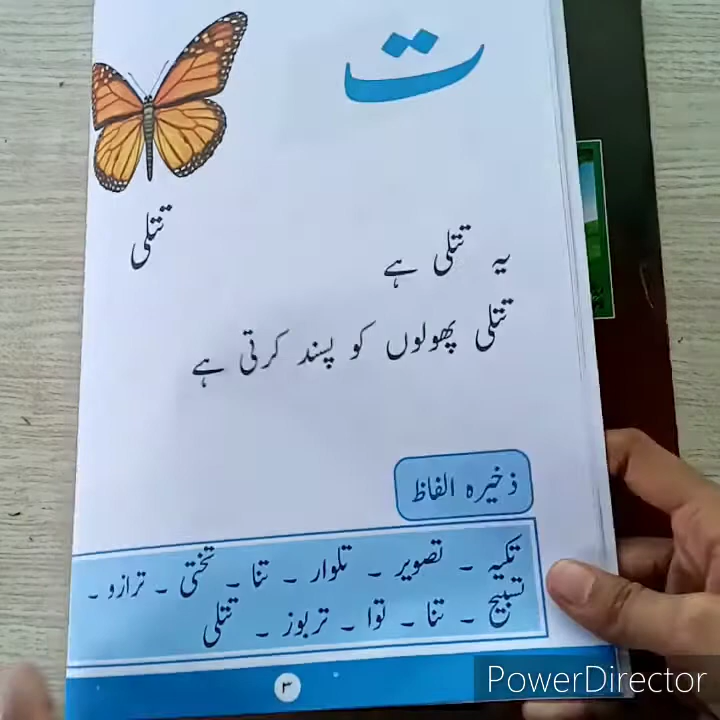 ت
تتلی
یہ تتلی ہے
تتلی پھولوں کو پسند کرتی ہے
ذخیرہ الفاظ
تکیہ ۔ تصویر ۔ تلوار ۔ تنا ۔ تختی ۔ ترازو ۔
تسبیح ۔ تنا ۔ توا ۔ تربوز ۔ تتلی
۳
PowerDirector